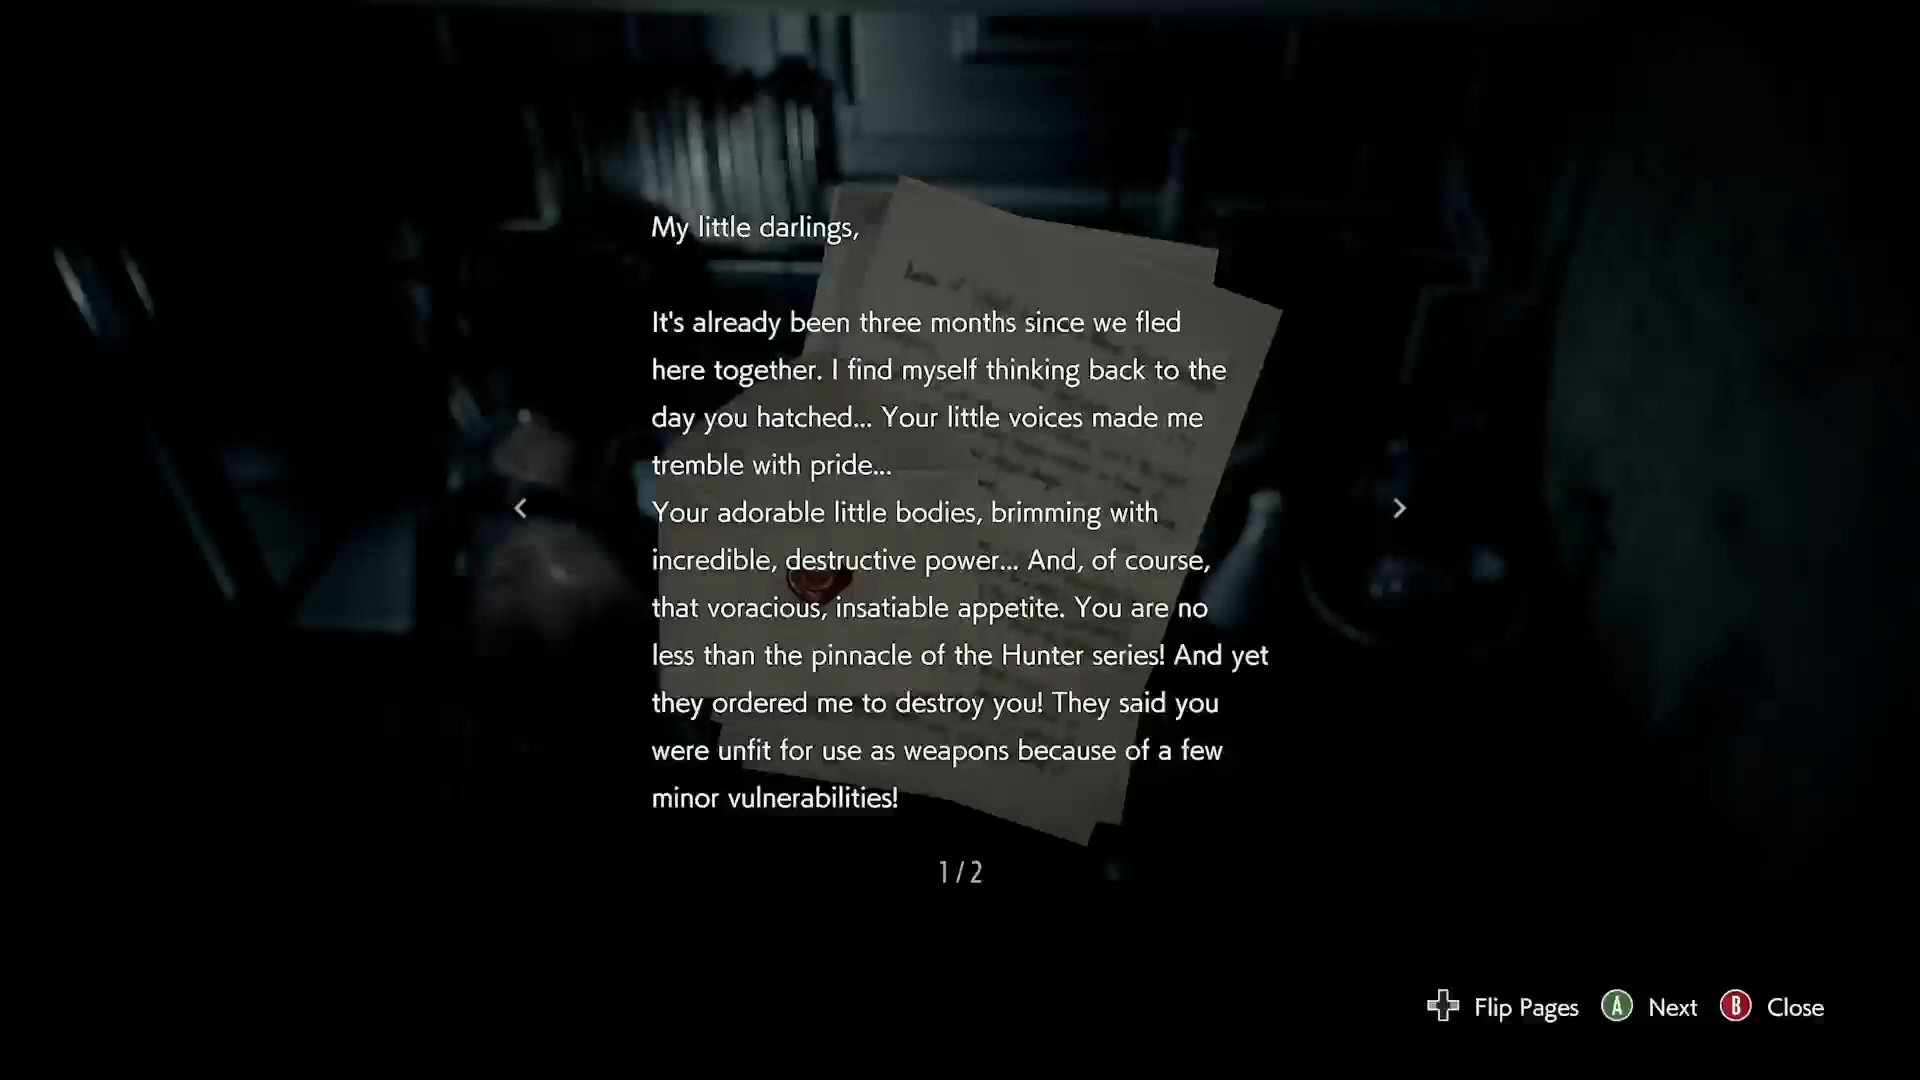 My little darlings,
It's already been three months since we fled
here together. I find myself thinking back to the
day you hatched... Your little voices made me
tremble with pride...
Your adorable little bodies, brimming with
incredible, destructive power... And, of course,
that voracious, insatiable appetite. You are no
less than the pinnacle of the Hunter series! And yet
they ordered me to destroy you! They said you
were unfit for use as weapons because of a few
minor vulnerabilities!
1 / 2
Flip Pages A Next B Close